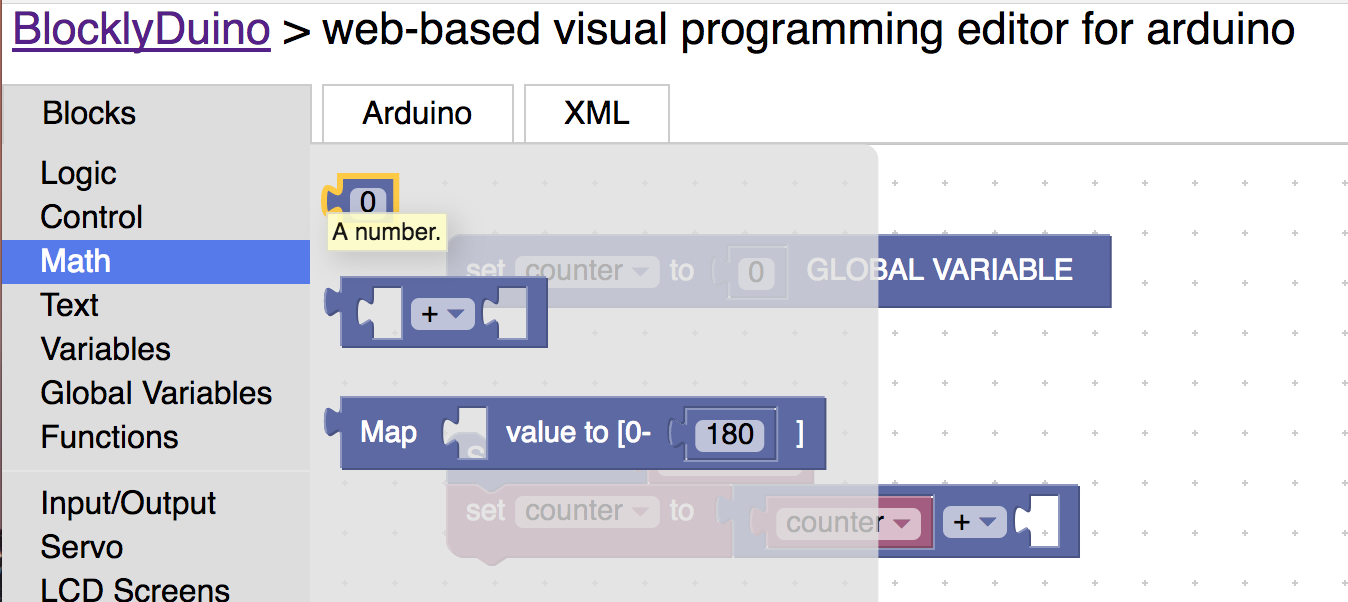 BlocklyDuino > web-based visual programming editor for arduino
Blocks
Arduino
XML
Logic
Control
Math
Text
Variables
Global Variables
Functions
Input/Output
Servo
LCD Screens
0
A number.
set counter to 0 GLOBAL VARIABLE
+
Map value to [0- 180 ]
set counter to counter +